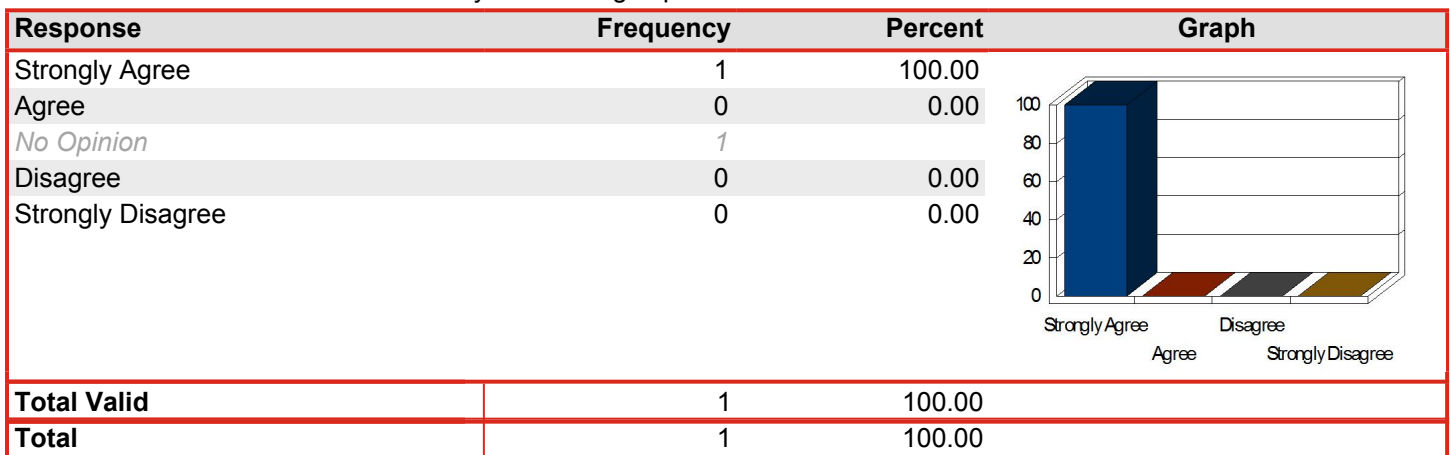 Response Frequency Percent Graph
Strongly Agree 1 100.00
Agree 0 0.00
No Opinion 1
Disagree 0 0.00
Strongly Disagree 0 0.00
100
80
60
40
20
0
Strongly Agree Disagree
Agree Strongly Disagree
Total Valid 1 100.00
Total 1 100.00